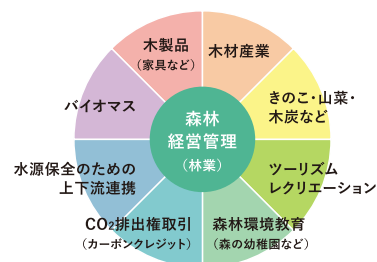 木製品
（家具など）
木材産業
きのこ・山菜・
木炭など
ツーリズム
レクリエーション
森林環境教育
（森の幼稚園など）
CO₂排出権取引
（カーボンクレジット）
水源保全のための
上下流連携
バイオマス
森林
経営管理
（林業）